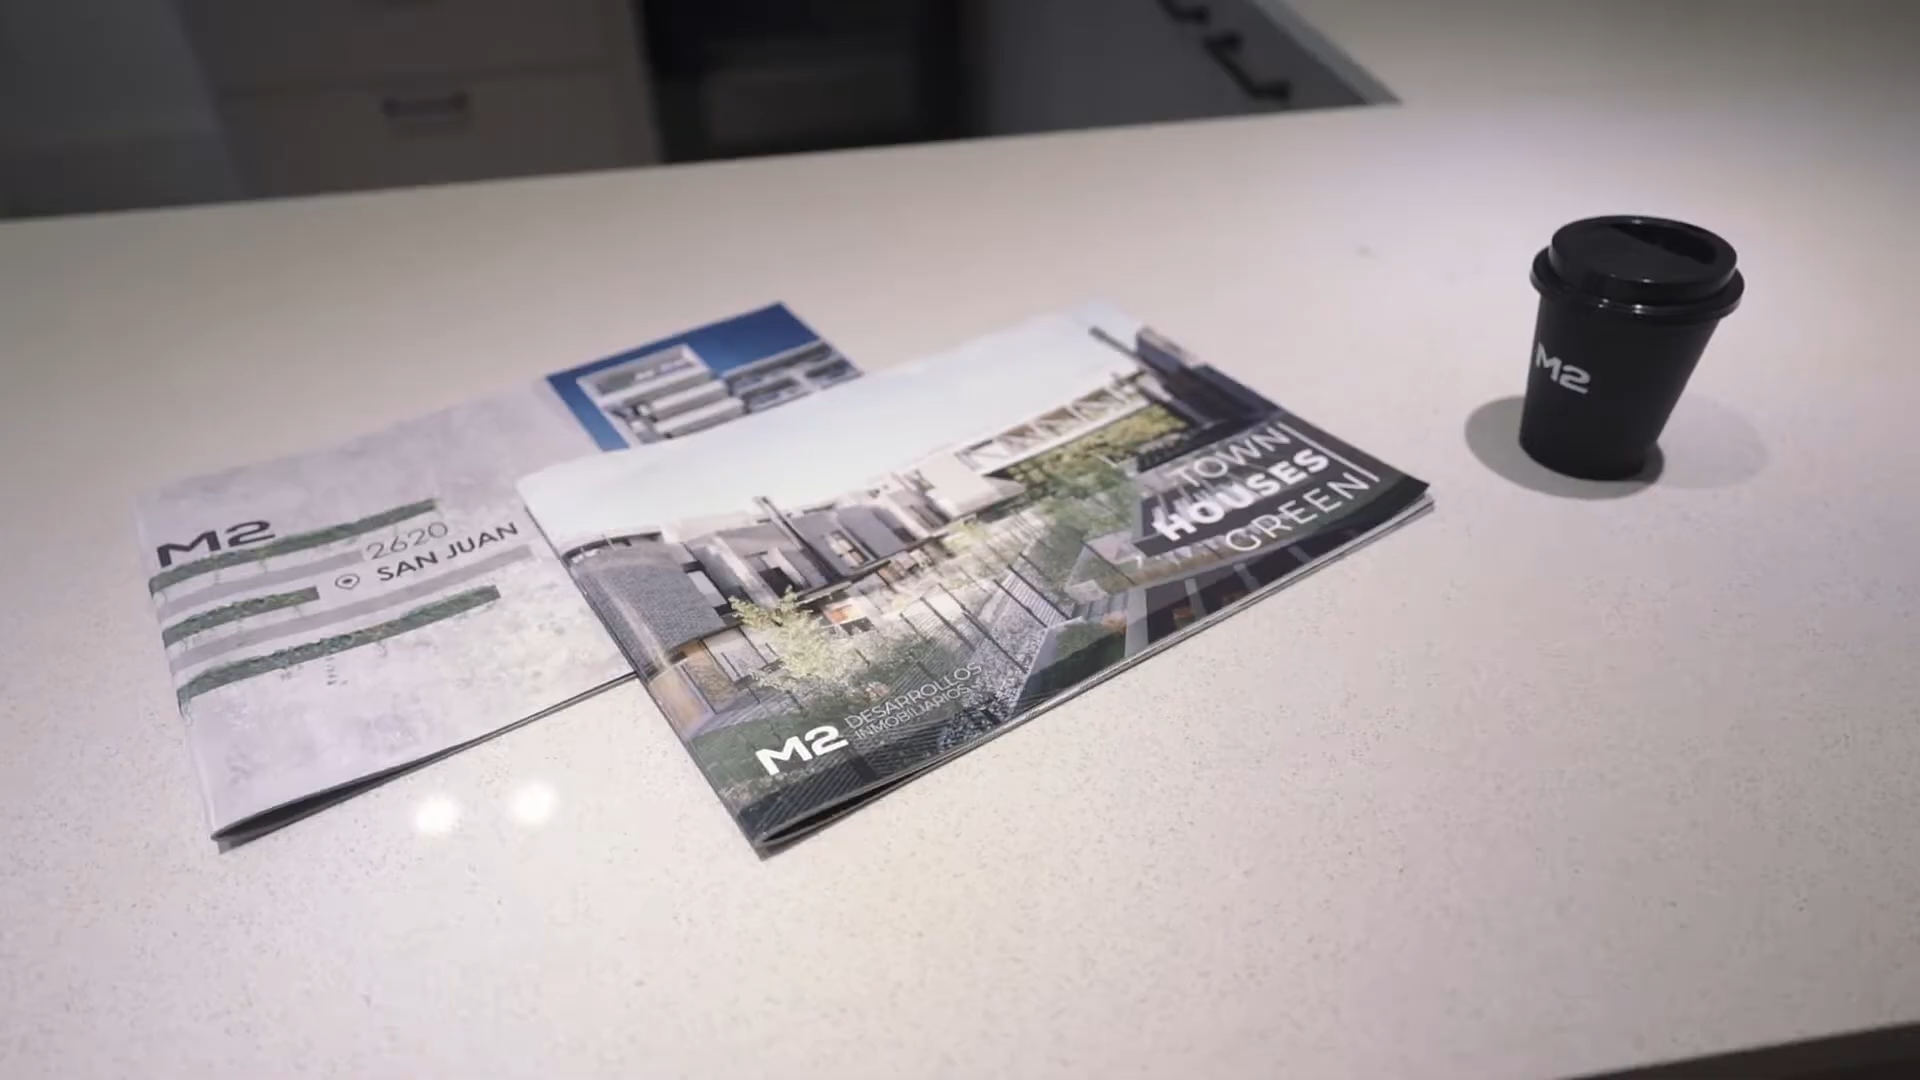 M2
2620
SAN JUAN
TOWN
HOUSES
GREEN
M2 DESARROLLOS
INMOBILIARIOS
M2